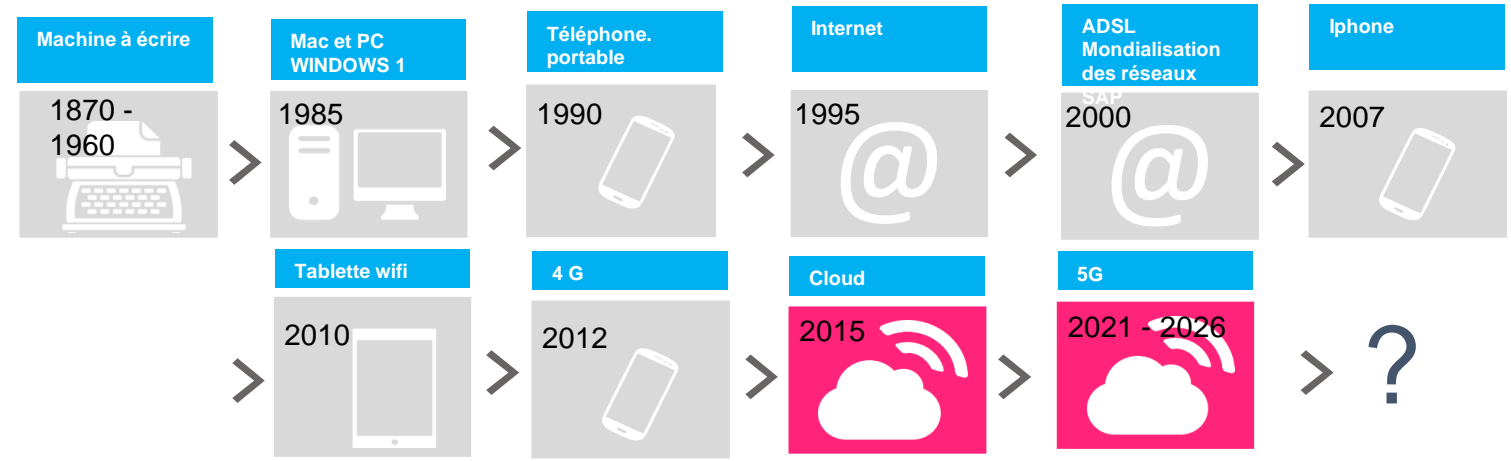 Machine à écrire
1870 -
1960
Mac et PC
WINDOWS 1
1985
Téléphone.
portable
1990
Internet
1995
@
ADSL
Mondialisation
des réseaux
SAP
2000
@
Iphone
2007
Tablette wifi
2010
4 G
2012
Cloud
2015
5G
2021 - 2026
?